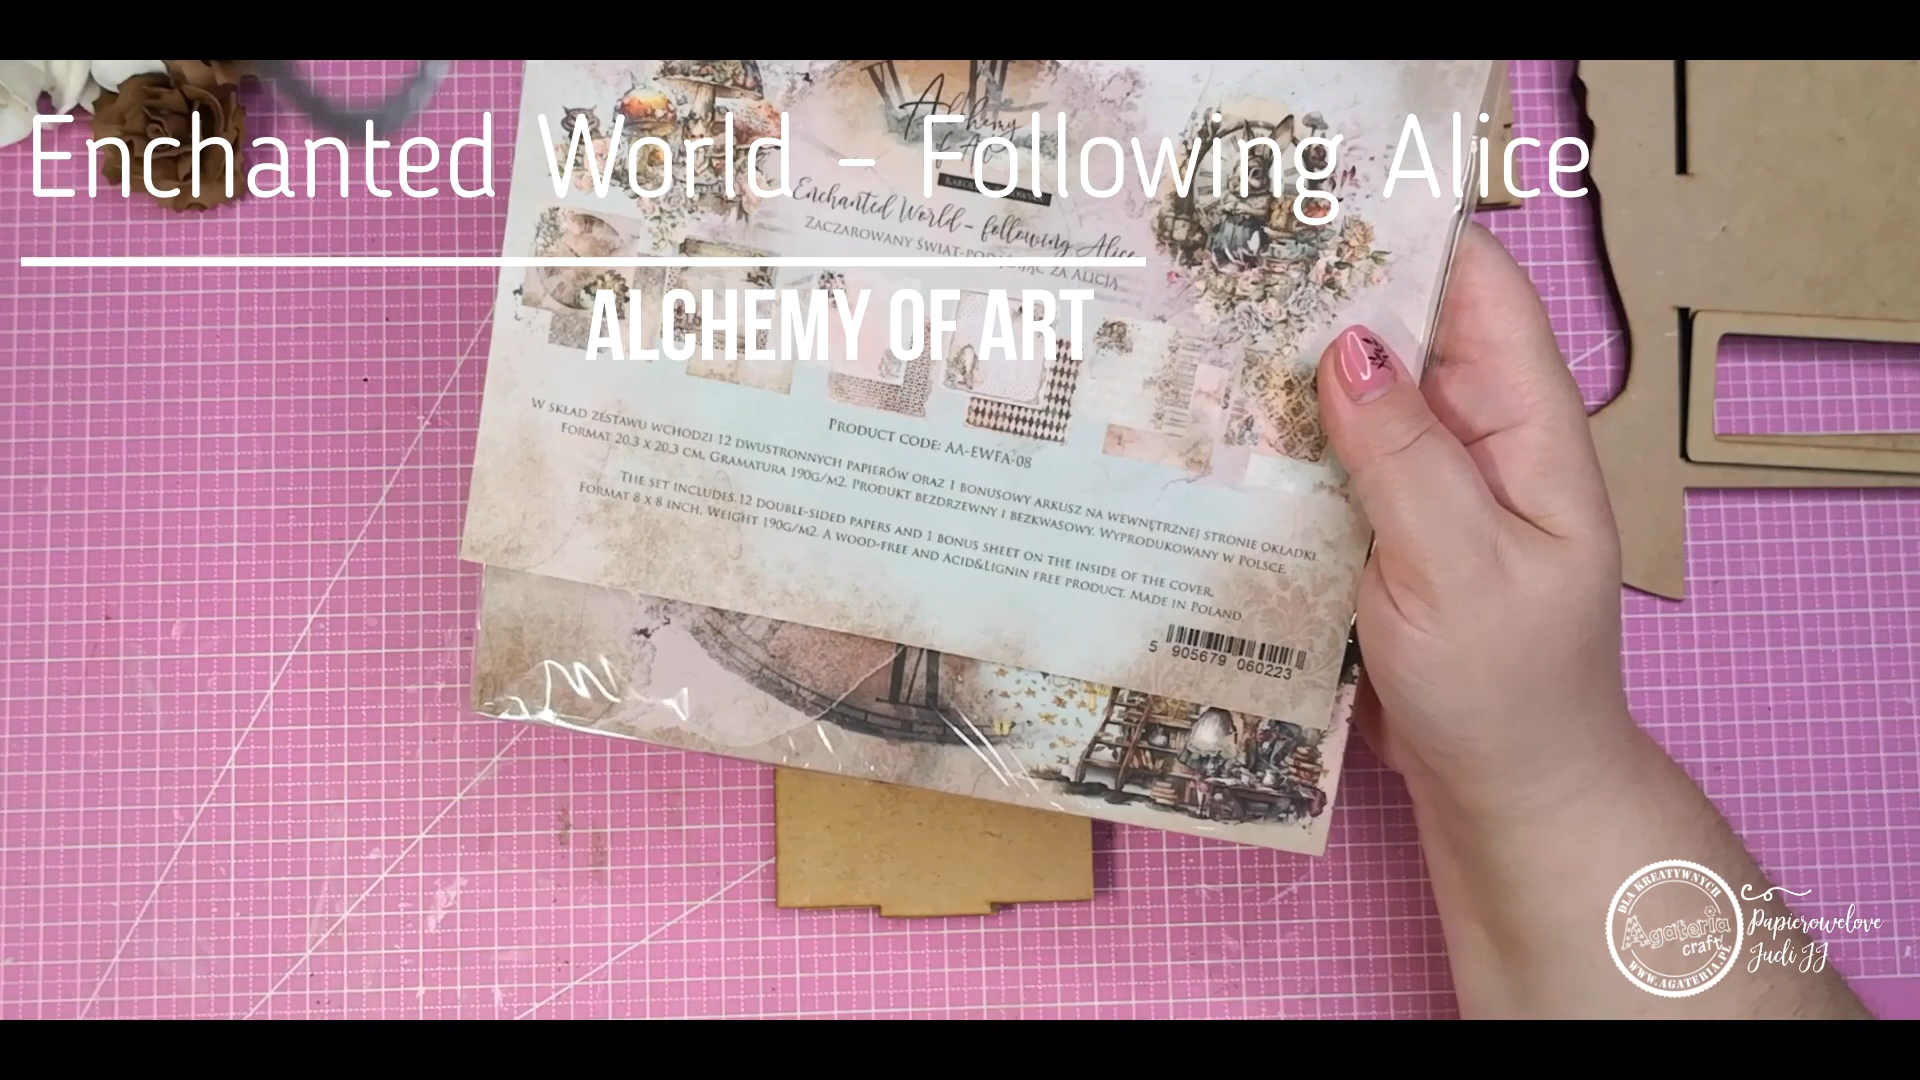 Enchanted World - Following Alice
ALCHEMY OF ART
Alchemy
of Art
Enchanted World - following Alice
ZACZAROWANY ŚWIAT-PODĄŻAJĄC ZA ALICJĄ
PRODUCT CODE: AA-EWFA-08
W SKŁAD ZESTAWU WCHODZI 12 DWUSTRONNYCH PAPIERÓW ORAZ 1 BONUSOWY ARKUSZ NA WEWNĘTRZNEJ STRONIE OKŁADKI.
FORMAT 20.3 X 20.3 CM, GRAMATURA 190G/M2. PRODUKT BEZDRZEWNY I BEZKWASOWY. WYPRODUKOWANY W POLSCE.
THE SET INCLUDES 12 DOUBLE-SIDED PAPERS AND 1 BONUS SHEET ON THE INSIDE OF THE COVER.
FORMAT 8 X 8 INCH, WEIGHT 190G/M2. A WOOD-FREE AND ACID&LIGNIN FREE PRODUCT. MADE IN POLAND
5 905679 060223
DLA KREATYWNYCH
Agateria
craft
WWW.AGATERIA.PL
Papierowelove
Judi JJ